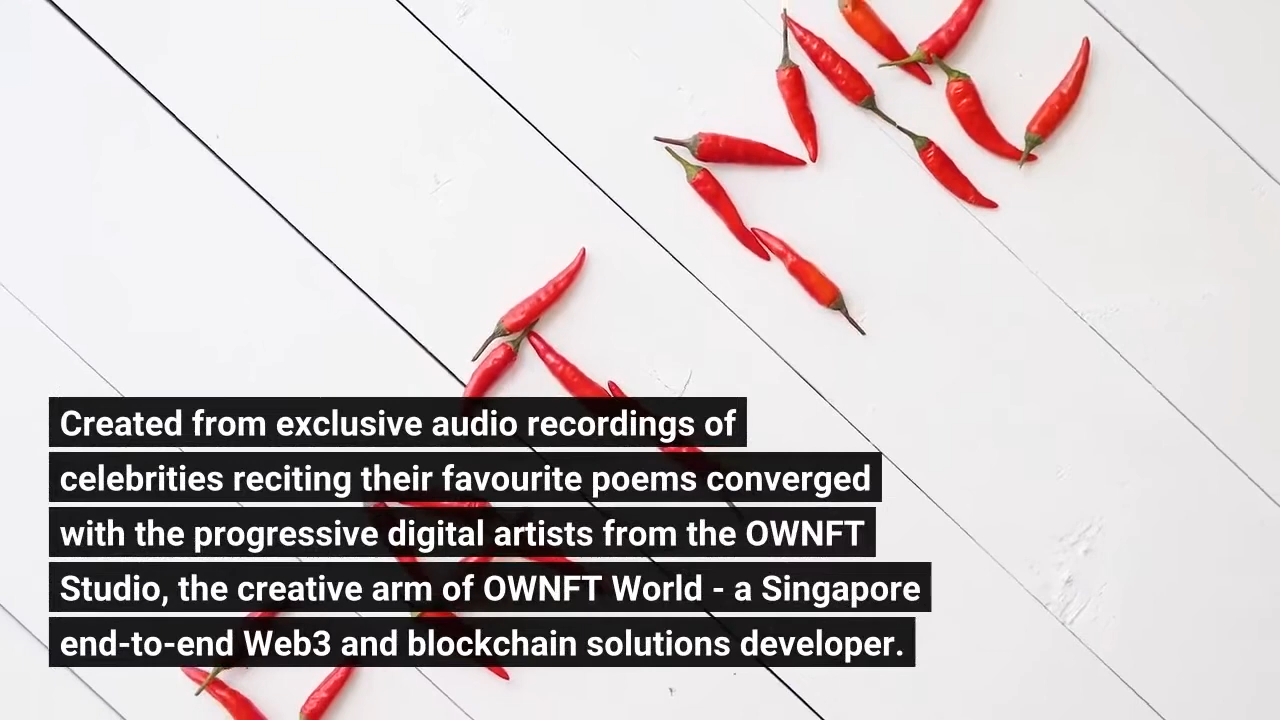 Created from exclusive audio recordings of
celebrities reciting their favourite poems converged
with the progressive digital artists from the OWNFT
Studio, the creative arm of OWNFT World - a Singapore
end-to-end Web3 and blockchain solutions developer.